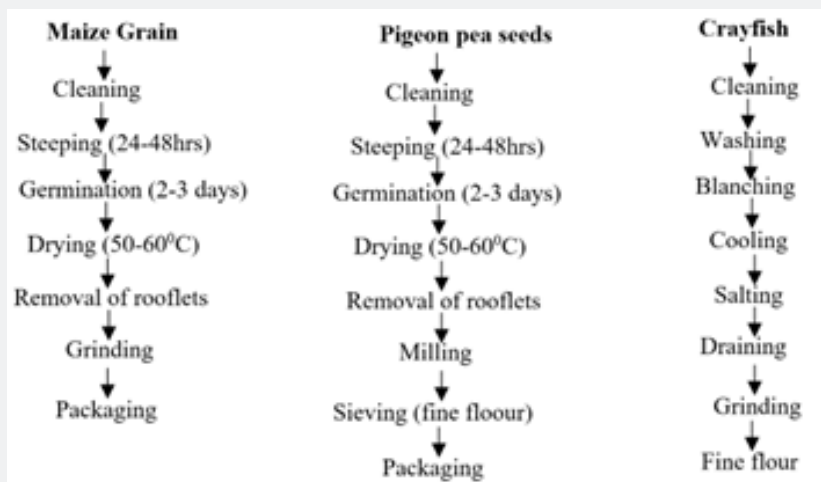 Maize Grain
Cleaning
Steeping (24-48hrs)
Germination (2-3 days)
Drying (50-60⁰C)
Removal of rooflets
Grinding
Packaging
Pigeon pea seeds
Cleaning
Steeping (24-48hrs)
Germination (2-3 days)
Drying (50-60⁰C)
Removal of rooflets
Milling
Sieving (fine floour)
Packaging
Crayfish
Cleaning
Washing
Blanching
Cooling
Salting
Draining
Grinding
Fine flour